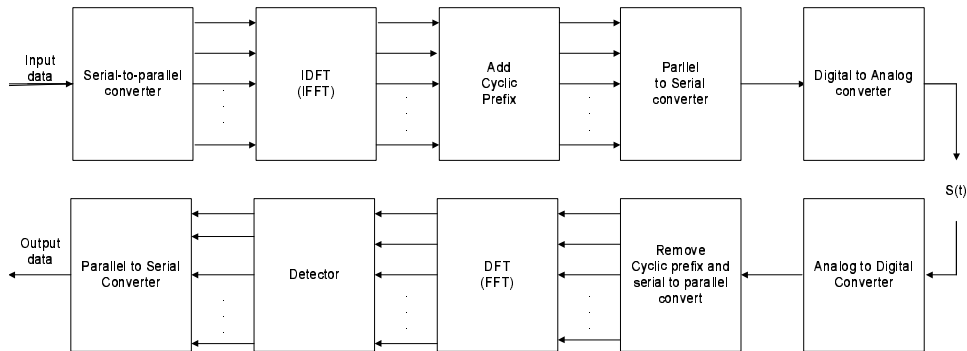 Input
data
Serial-to-parallel
converter
IDFT
(IFFT)
Add
Cyclic
Prefix
Parllel
to Serial
converter
Digital to Analog
converter
S(t)
Output
data
Parallel to Serial
Converter
Detector
DFT
(FFT)
Remove
Cyclic prefix and
serial to parallel
convert
Analog to Digital
Converter